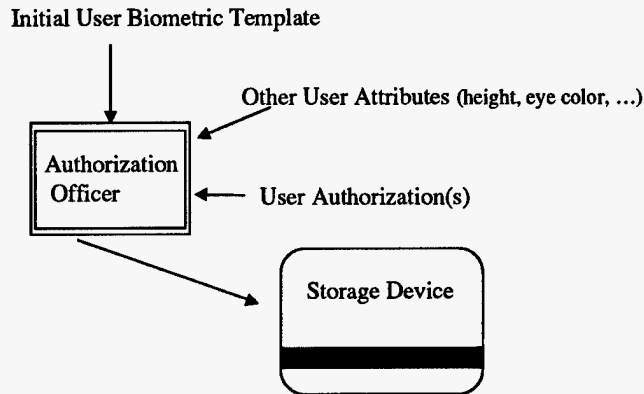 Initial User Biometric Template
Other User Attributes (height, eye color, ...)
Authorization
Officer
User Authorization(s)
Storage Device